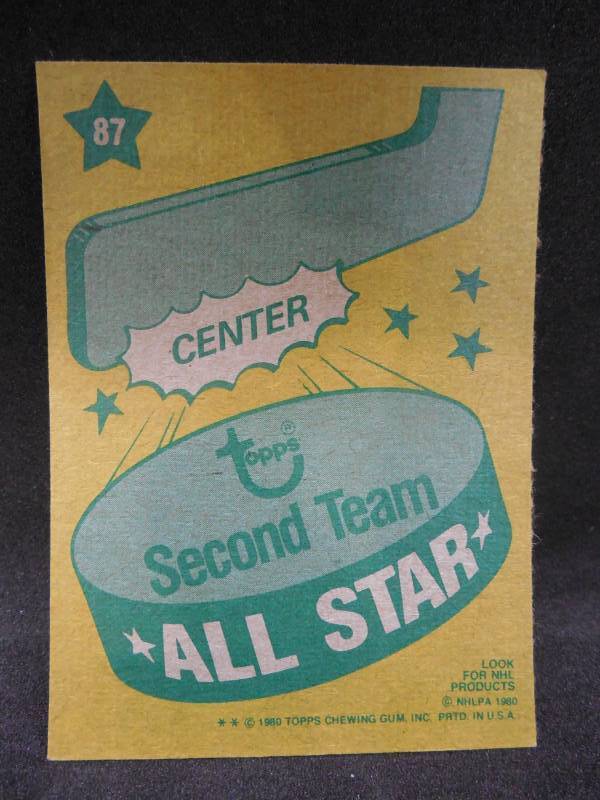 87
CENTER
topps ®
Second Team
★ALL STAR★
LOOK
FOR NHL
PRODUCTS
© NHLPA 1980
** © 1980 TOPPS CHEWING GUM, INC. PRTD. IN U.S.A.